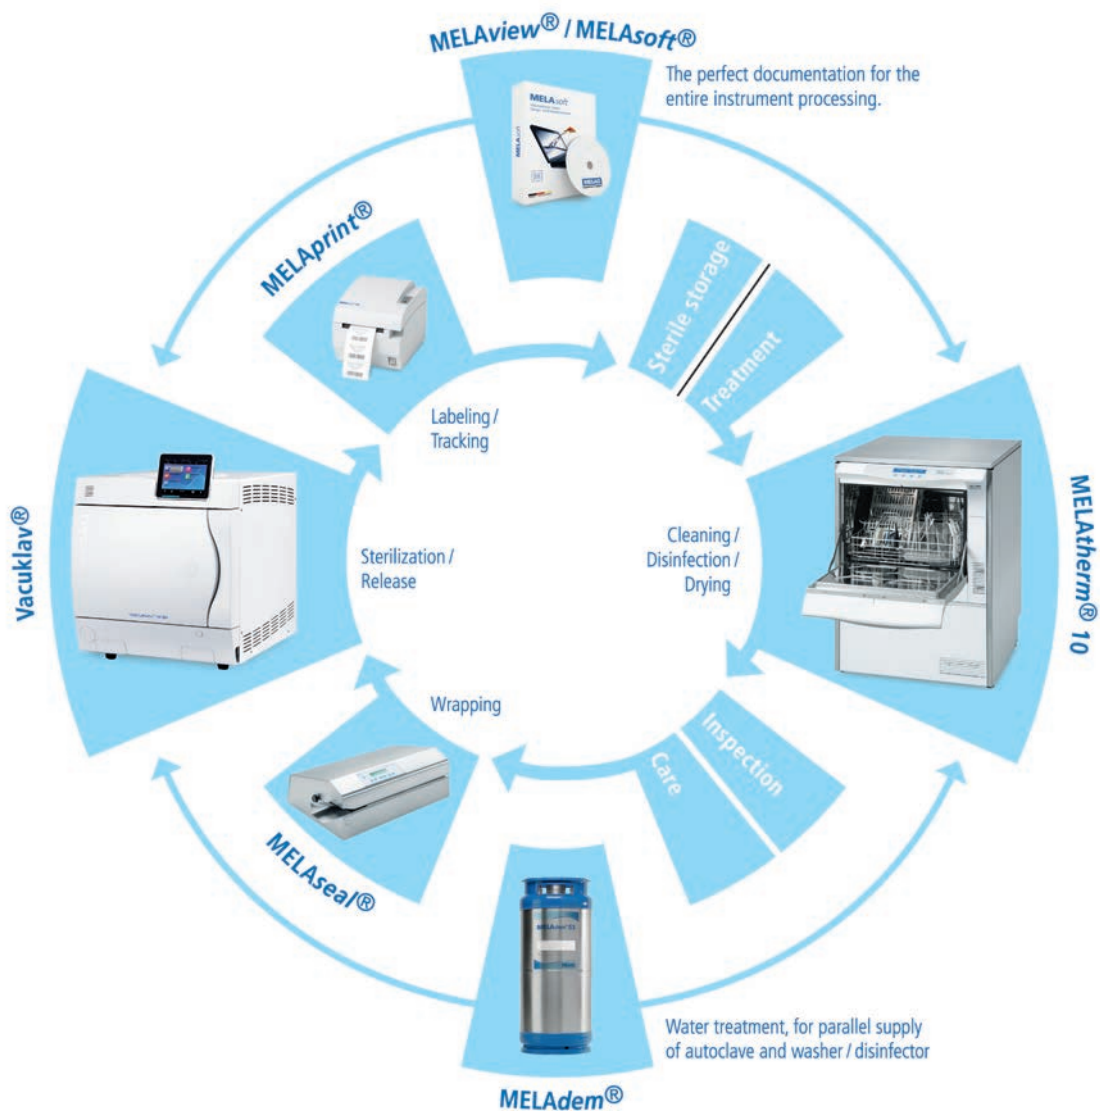 MELAview® / MELAsoft®
The perfect documentation for the
entire instrument processing.
MELAsoft
MELAsoft
MELAprint®
Sterile storage
Treatment
Labeling /
Tracking
Vacuklav®
Sterilization /
Release
Cleaning /
Disinfection /
Drying
MELAtherm® 10
Wrapping
Inspection
Care
MELAseal®
MELAdem®
Water treatment, for parallel supply
of autoclave and washer / disinfector